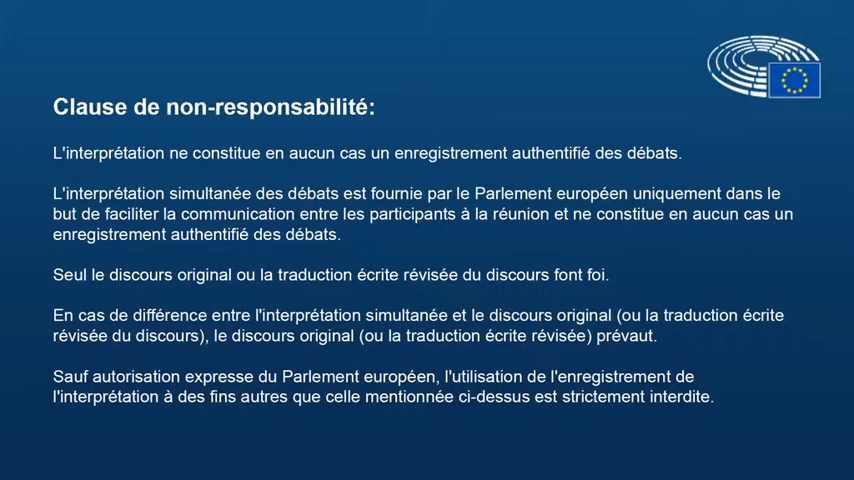 Clause de non-responsabilité:
L'interprétation ne constitue en aucun cas un enregistrement authentifié des débats.
L'interprétation simultanée des débats est fournie par le Parlement européen uniquement dans le
but de faciliter la communication entre les participants à la réunion et ne constitue en aucun cas un
enregistrement authentifié des débats.
Seul le discours original ou la traduction écrite révisée du discours font foi.
En cas de différence entre l'interprétation simultanée et le discours original (ou la traduction écrite
révisée du discours), le discours original (ou la traduction écrite révisée) prévaut.
Sauf autorisation expresse du Parlement européen, l'utilisation de l'enregistrement de
l'interprétation à des fins autres que celle mentionnée ci-dessus est strictement interdite.